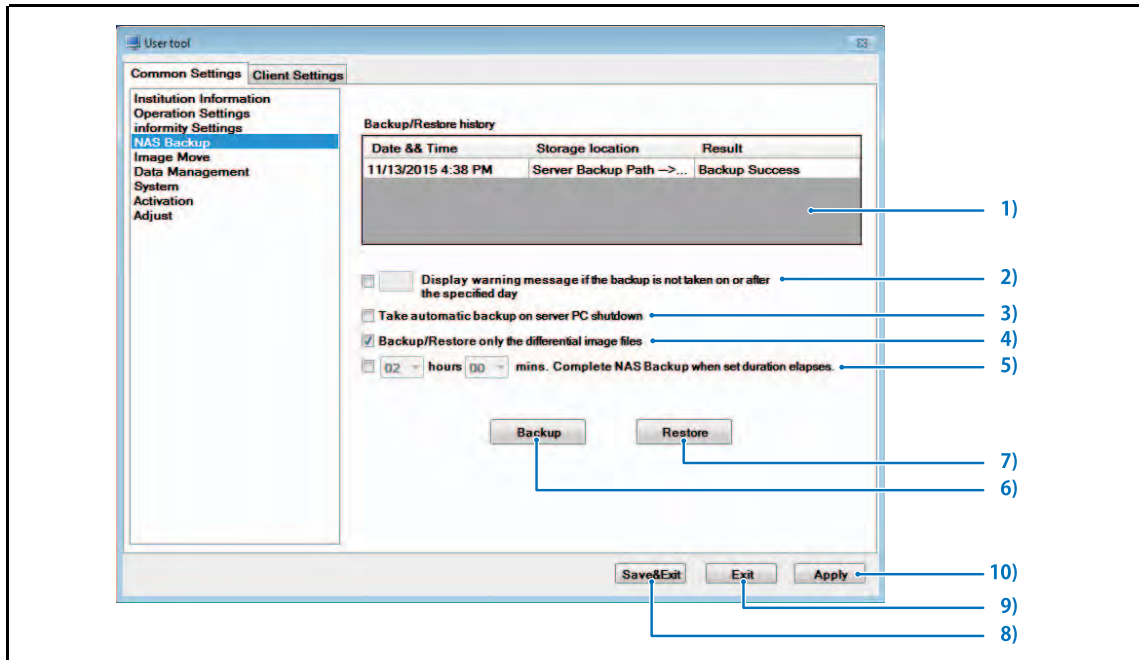 User tool
Common Settings Client Settings
Institution Information
Operation Settings
informity Settings
NAS Backup
Image Move
Data Management
System
Activation
Adjust
Backup/Restore history
Date && Time Storage location Result
11/13/2015 4:38 PM Server Backup Path -->... Backup Success
1)
Display warning message if the backup is not taken on or after
the specified day
2)
Take automatic backup on server PC shutdown
3)
Backup/Restore only the differential image files
4)
02 hours 00 mins. Complete NAS Backup when set duration elapses.
5)
Backup Restore
7)
6)
Save&Exit Exit Apply
10)
9)
8)